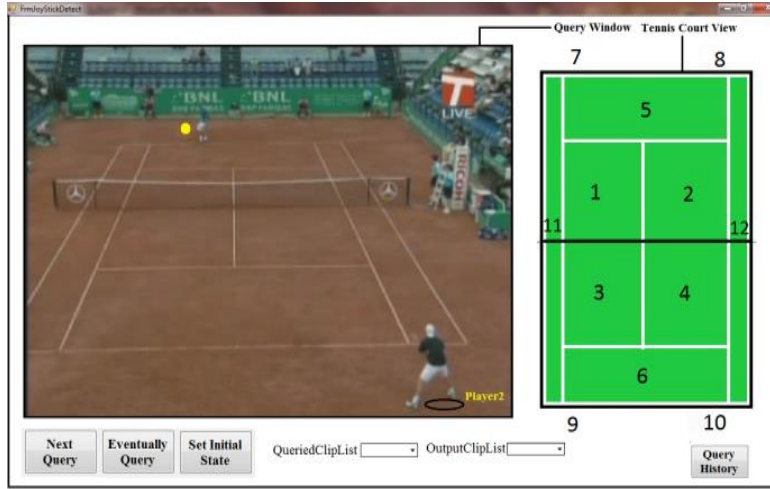 FrmJoyStickDetect
Query Window
Tennis Court View
7
8
BNL
BNL
T
LIVE
RICOH
5
1
2
11
12
3
4
6
Player2
9
10
Next
Query
Eventually
Query
Set Initial
State
QueriedClipList
OutputClipList
Query
History